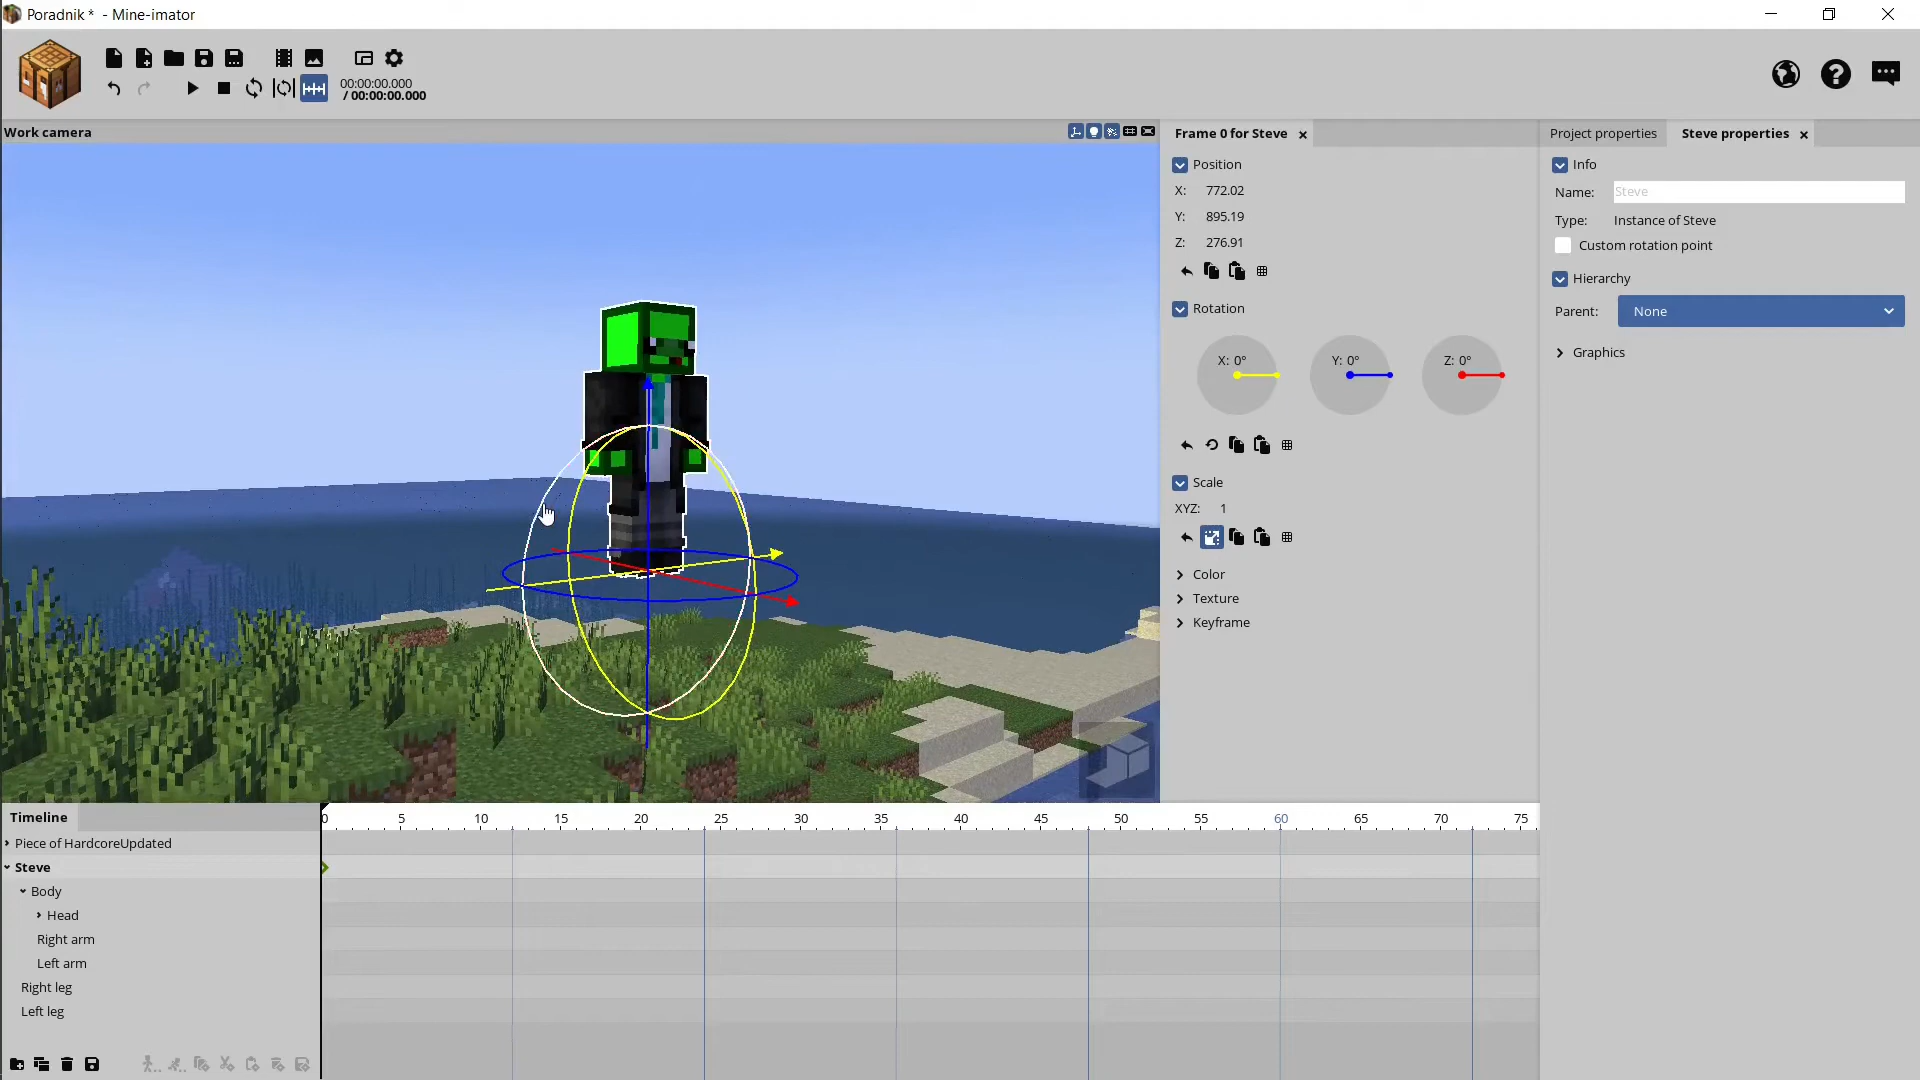 Poradnik * - Mine-imator
00:00:00.000
/ 00:00:00.000
Work camera
Frame 0 for Steve
Position
X: 772.02
Y: 895.19
Z: 276.91
Rotation
X: 0°
Y: 0°
Z: 0°
Scale
XYZ: 1
Color
Texture
Keyframe
Project properties
Steve properties
Info
Name: Steve
Type: Instance of Steve
Custom rotation point
Hierarchy
Parent: None
Graphics
Timeline
0 5 10 15 20 25 30 35 40 45 50 55 60 65 70 75
Piece of HardcoreUpdated
Steve
Body
Head
Right arm
Left arm
Right leg
Left leg